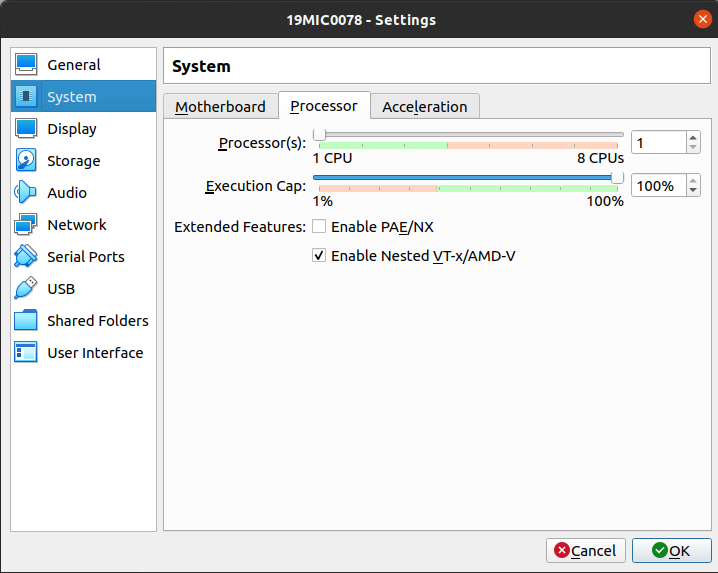 19MIC0078 - Settings
General
System
Display
Storage
Audio
Network
Serial Ports
USB
Shared Folders
User Interface
System
Motherboard Processor Acceleration
Processor(s): 1
1 CPU 8 CPUs
Execution Cap: 100%
1% 100%
Extended Features: Enable PAE/NX
Enable Nested VT-x/AMD-V
Cancel OK